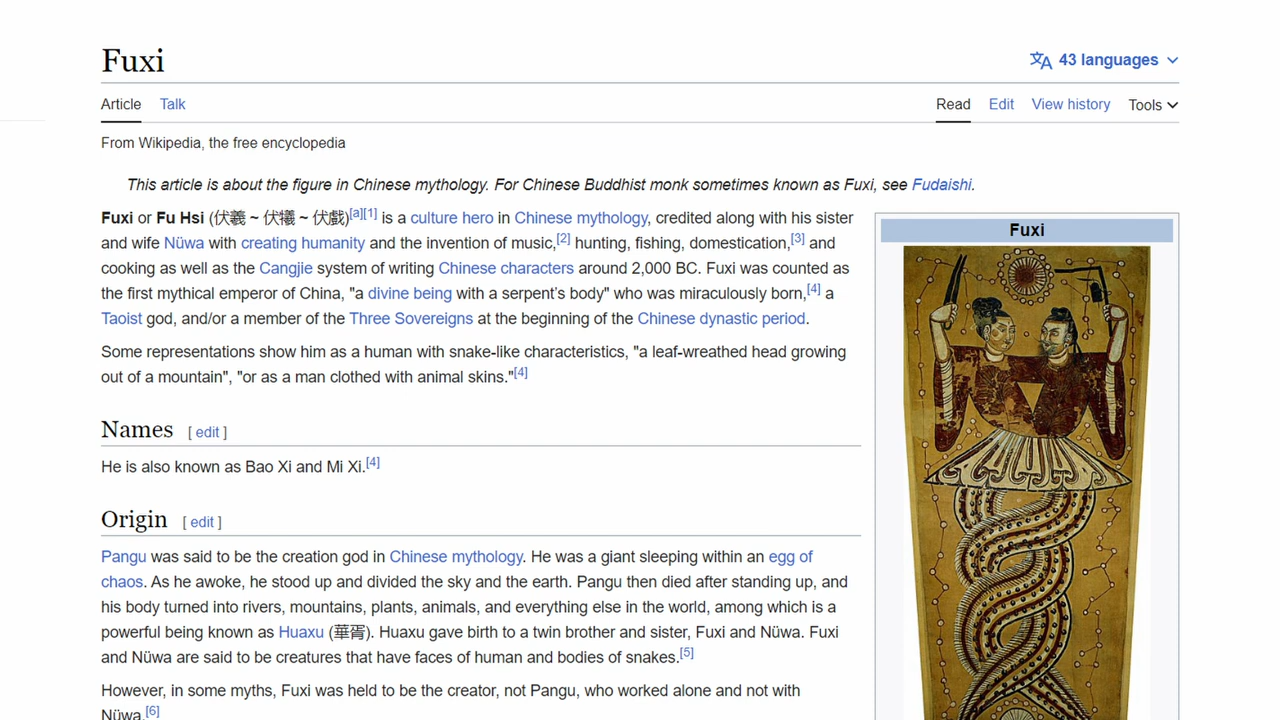 Fuxi
43 languages
Article Talk Read Edit View history Tools
From Wikipedia, the free encyclopedia
This article is about the figure in Chinese mythology. For Chinese Buddhist monk sometimes known as Fuxi, see Fudaishi.
Fuxi or Fu Hsi (伏羲 ~ 伏犧 ~ 伏戲)[a][1] is a culture hero in Chinese mythology, credited along with his sister
and wife Nüwa with creating humanity and the invention of music,[2] hunting, fishing, domestication,[3] and
cooking as well as the Cangjie system of writing Chinese characters around 2,000 BC. Fuxi was counted as
the first mythical emperor of China, "a divine being with a serpent's body" who was miraculously born,[4] a
Taoist god, and/or a member of the Three Sovereigns at the beginning of the Chinese dynastic period.
Some representations show him as a human with snake-like characteristics, "a leaf-wreathed head growing
out of a mountain", "or as a man clothed with animal skins."[4]
Names [ edit ]
He is also known as Bao Xi and Mi Xi.[4]
Origin [ edit ]
Pangu was said to be the creation god in Chinese mythology. He was a giant sleeping within an egg of
chaos. As he awoke, he stood up and divided the sky and the earth. Pangu then died after standing up, and
his body turned into rivers, mountains, plants, animals, and everything else in the world, among which is a
powerful being known as Huaxu (華胥). Huaxu gave birth to a twin brother and sister, Fuxi and Nüwa. Fuxi
and Nüwa are said to be creatures that have faces of human and bodies of snakes.[5]
However, in some myths, Fuxi was held to be the creator, not Pangu, who worked alone and not with
Nüwa.[6]
Fuxi